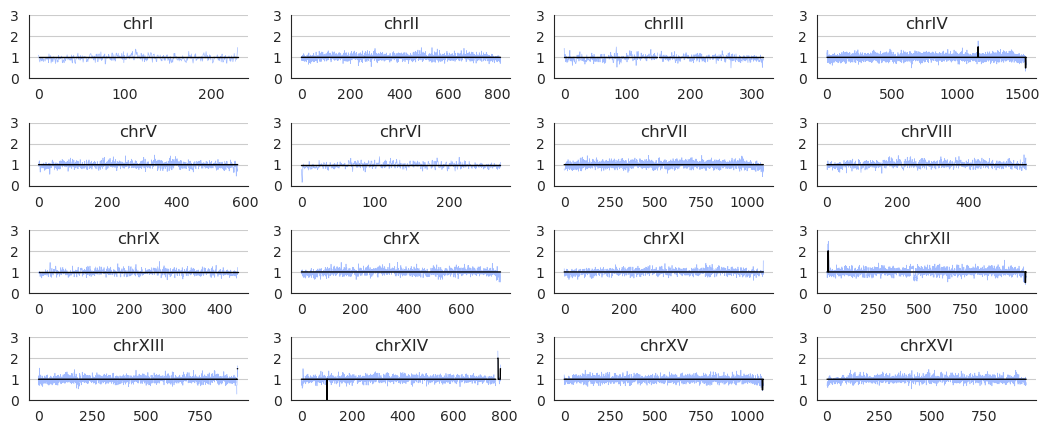 3 chrI 3 chrII 3 chrIII 3 chrIV
2 2 2 2
1 1 1 1
0 0 0 0
0 100 200 0 200 400 600 800 0 100 200 300 0 500 1000 1500
3 chrV 3 chrVI 3 chrVII 3 chrVIII
2 2 2 2
1 1 1 1
0 0 0 0
0 200 400 600 0 100 200 0 250 500 750 1000 0 200 400
3 chrIX 3 chrX 3 chrXI 3 chrXII
2 2 2 2
1 1 1 1
0 0 0 0
0 100 200 300 400 0 200 400 600 0 200 400 600 0 250 500 750 1000
3 chrXIII 3 chrXIV 3 chrXV 3 chrXVI
2 2 2 2
1 1 1 1
0 0 0 0
0 250 500 750 0 200 400 600 800 0 250 500 750 1000 0 250 500 750